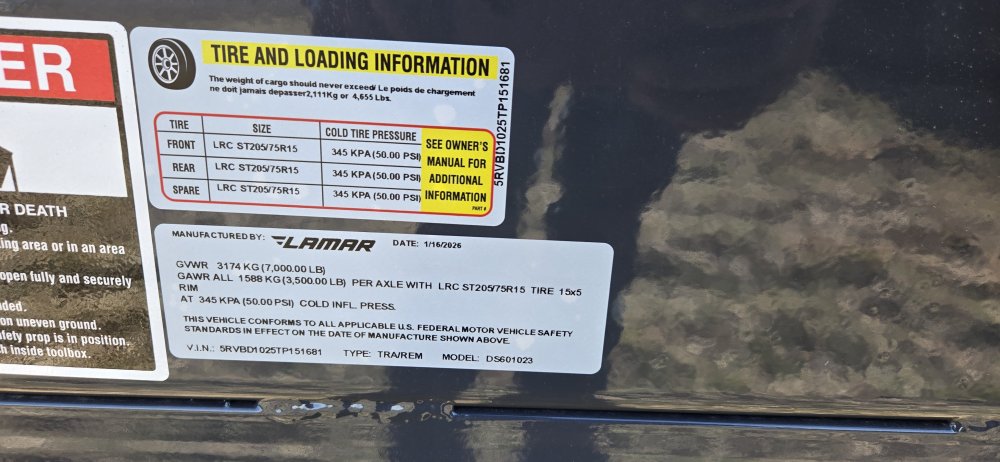 ER
R DEATH
g.
ing area or in an area
open fully and securely
ded.
on uneven ground.
afety prop is in position.
h inside toolbox.
TIRE AND LOADING INFORMATION
The weight of cargo should never exceed/ Le poids de chargement
ne doit jamais depasser2,111Kg or 4,655 Lbs.
TIRE SIZE COLD TIRE PRESSURE
FRONT LRC ST205/75R15 345 KPA (50.00 PSI)
REAR LRC ST205/75R15 345 KPA (50.00 PSI)
SPARE LRC ST205/75R15 345 KPA (50.00 PSI)
SEE OWNER'S
MANUAL FOR
ADDITIONAL
INFORMATION
PART #
5RVBD1025TP151681
MANUFACTURED BY: LAMAR DATE: 1/16/2026
GVWR 3174 KG (7,000.00 LB)
GAWR ALL 1588 KG (3,500.00 LB) PER AXLE WITH LRC ST205/75R15 TIRE 15x5
RIM
AT 345 KPA (50.00 PSI) COLD INFL. PRESS.
THIS VEHICLE CONFORMS TO ALL APPLICABLE U.S. FEDERAL MOTOR VEHICLE SAFETY
STANDARDS IN EFFECT ON THE DATE OF MANUFACTURE SHOWN ABOVE.
V.I.N.: 5RVBD1025TP151681 TYPE: TRA/REM MODEL: DS601023